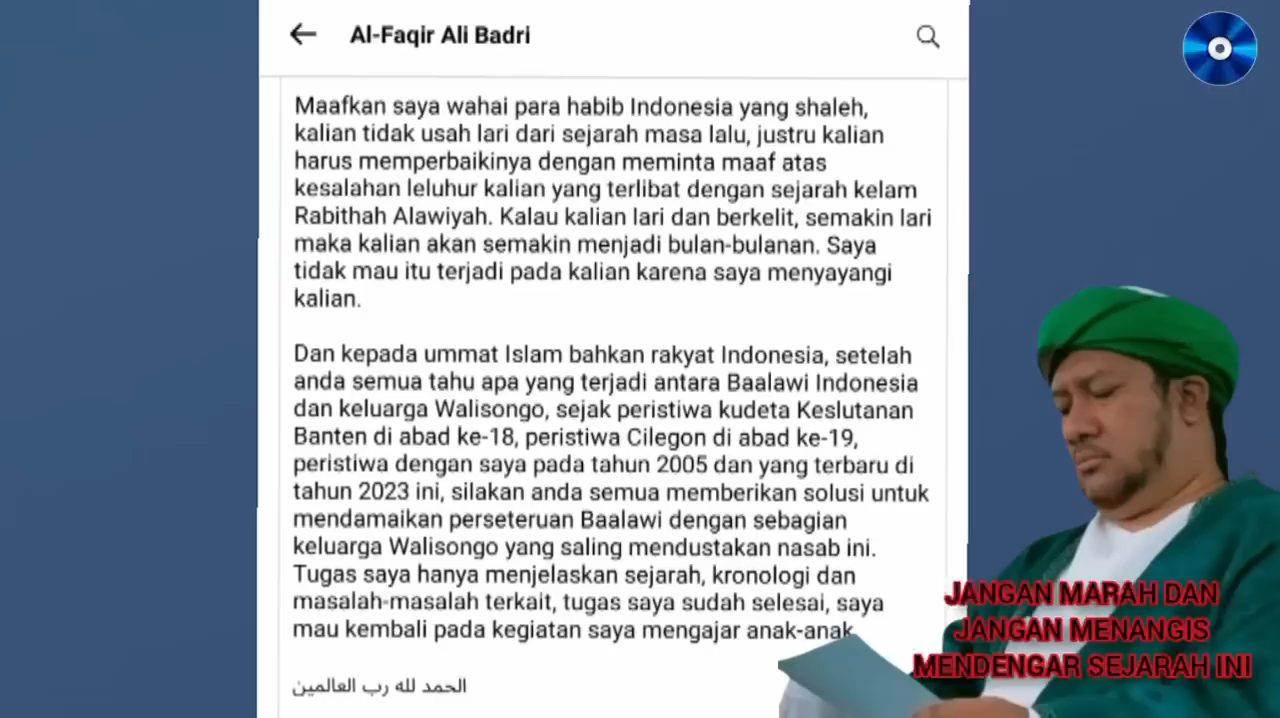 Al-Faqir Ali Badri
Maafkan saya wahai para habib Indonesia yang shaleh,
kalian tidak usah lari dari sejarah masa lalu, justru kalian
harus memperbaikinya dengan meminta maaf atas
kesalahan leluhur kalian yang terlibat dengan sejarah kelam
Rabithah Alawiyah. Kalau kalian lari dan berkelit, semakin lari
maka kalian akan semakin menjadi bulan-bulanan. Saya
tidak mau itu terjadi pada kalian karena saya menyayangi
kalian.
Dan kepada ummat Islam bahkan rakyat Indonesia, setelah
anda semua tahu apa yang terjadi antara Baalawi Indonesia
dan keluarga Walisongo, sejak peristiwa kudeta Keslutanan
Banten di abad ke-18, peristiwa Cilegon di abad ke-19,
peristiwa dengan saya pada tahun 2005 dan yang terbaru di
tahun 2023 ini, silakan anda semua memberikan solusi untuk
mendamaikan perseteruan Baalawi dengan sebagian
keluarga Walisongo yang saling mendustakan nasab ini.
Tugas saya hanya menjelaskan sejarah, kronologi dan
masalah-masalah terkait, tugas saya sudah selesai, saya
mau kembali pada kegiatan saya mengajar anak-anak
الحمد لله رب العالمين
JANGAN MARAH DAN
JANGAN MENANGIS
MENDENGAR SEJARAH INI